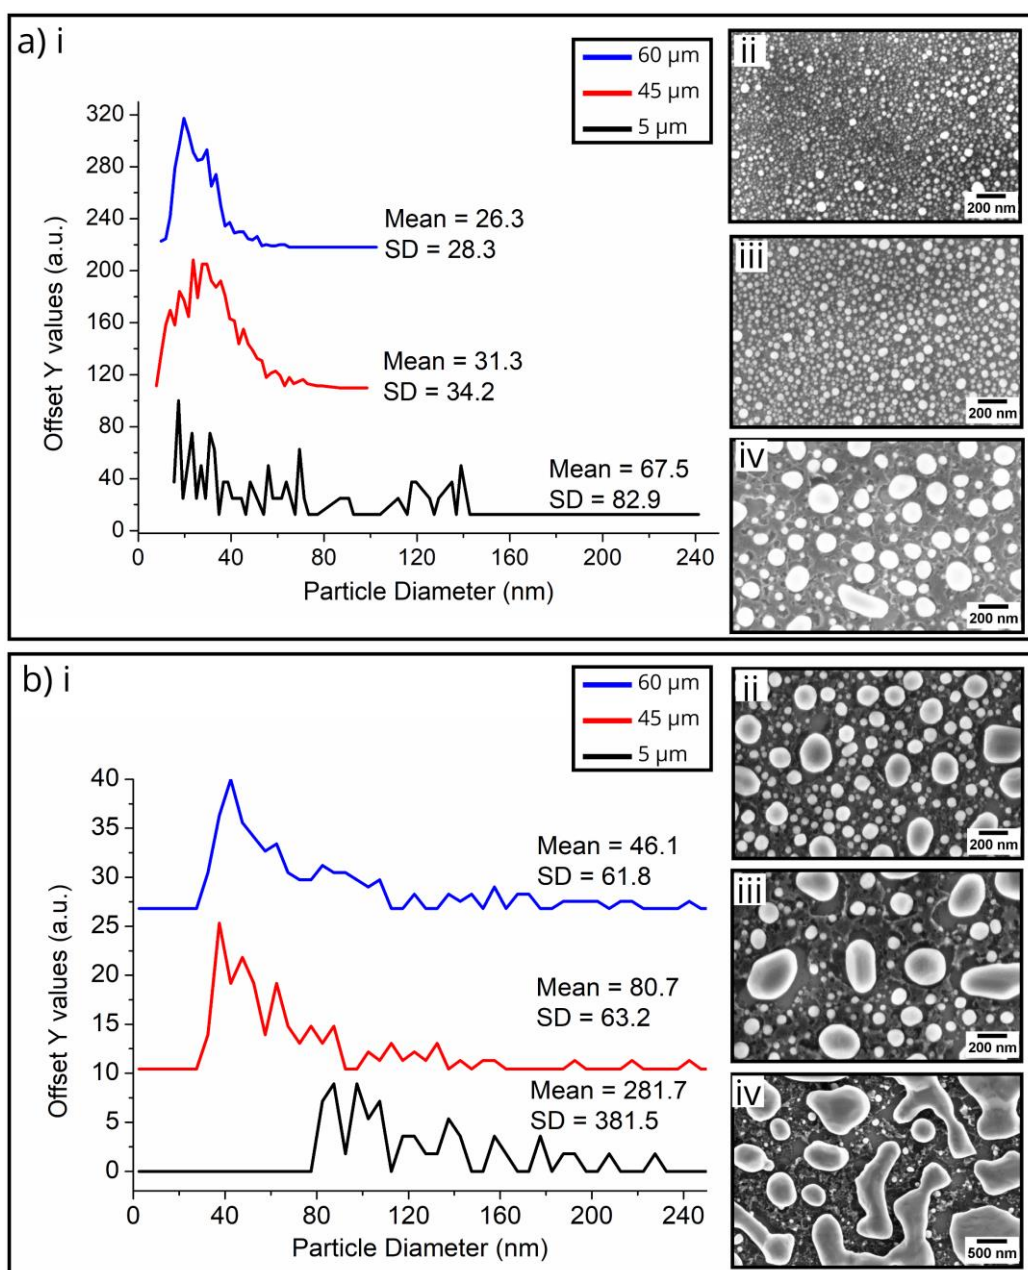 a) i
60 µm
45 µm
5 µm
320
280
240
200
160
120
80
40
0
Offset Y values (a.u.)
Mean = 26.3
SD = 28.3
Mean = 31.3
SD = 34.2
Mean = 67.5
SD = 82.9
0 40 80 120 160 200 240
Particle Diameter (nm)
ii
200 nm
iii
200 nm
iv
200 nm
b) i
60 µm
45 µm
5 µm
40
35
30
25
20
15
10
5
0
Offset Y values (a.u.)
Mean = 46.1
SD = 61.8
Mean = 80.7
SD = 63.2
Mean = 281.7
SD = 381.5
0 40 80 120 160 200 240
Particle Diameter (nm)
ii
200 nm
iii
200 nm
iv
500 nm